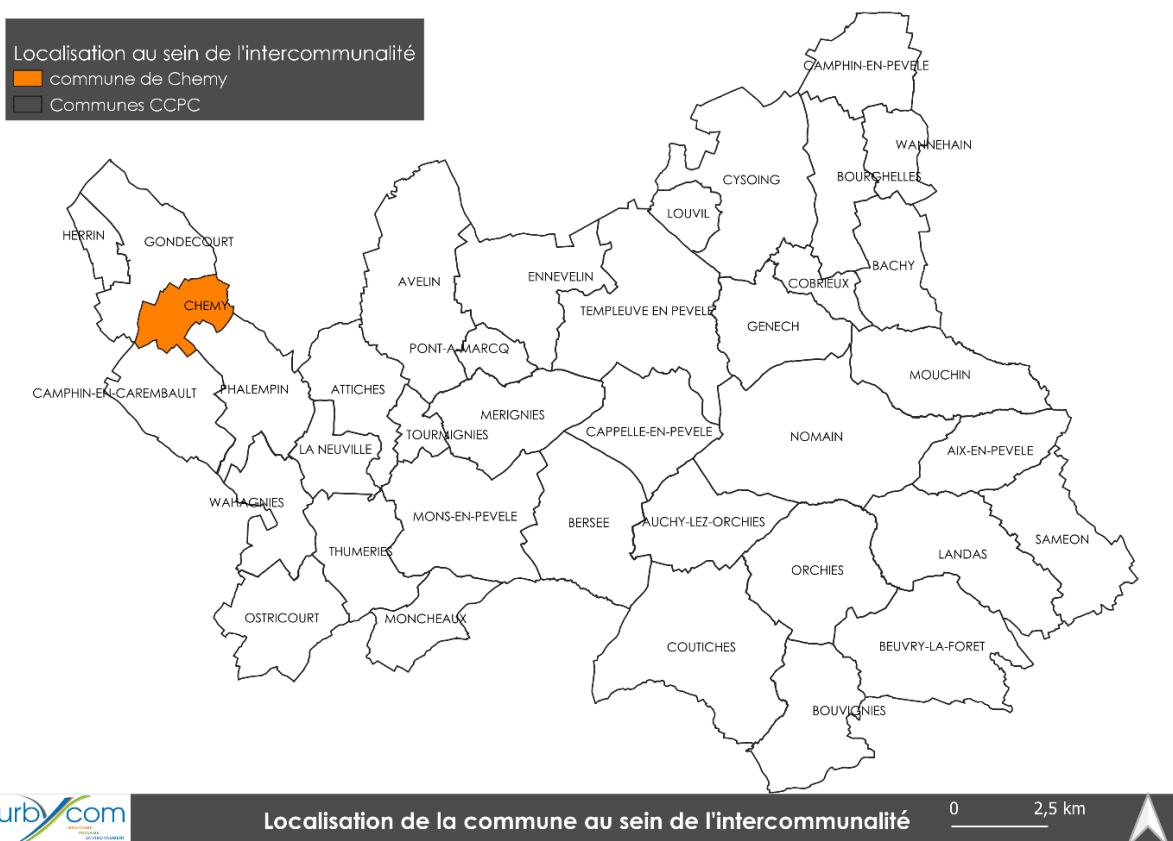 Localisation au sein de l'intercommunalité
commune de Chemy
Communes CCPC
CAMPHIN-EN-PEVELE
WANNEHAIN
CYSOING
BOURGHELLES
LOUVIL
HERRIN
GONDECOURT
BACHY
ENNEVELIN
AVELIN
COBRIEUX
CHEMY
TEMPLEUVE EN PEVELE
GENECH
PONT-A-MARCQ
MOUCHIN
CAMPHIN-EN-CAREMBAULT
PHALEMPIN
ATTICHES
MERIGNIES
TOURMIGNIES
CAPPELLE-EN-PEVELE
NOMAIN
LA NEUVILLE
AIX-EN-PEVELE
WAHAGNIES
MONS-EN-PEVELE
BERSEE
AUCHY-LEZ-ORCHIES
SAMEON
THUMERIES
LANDAS
ORCHIES
OSTRICOURT
MONCHEAUX
COUTICHES
BEUVRY-LA-FORET
BOUVIGNIES
urbycom
Localisation de la commune au sein de l'intercommunalité
0 2,5 km